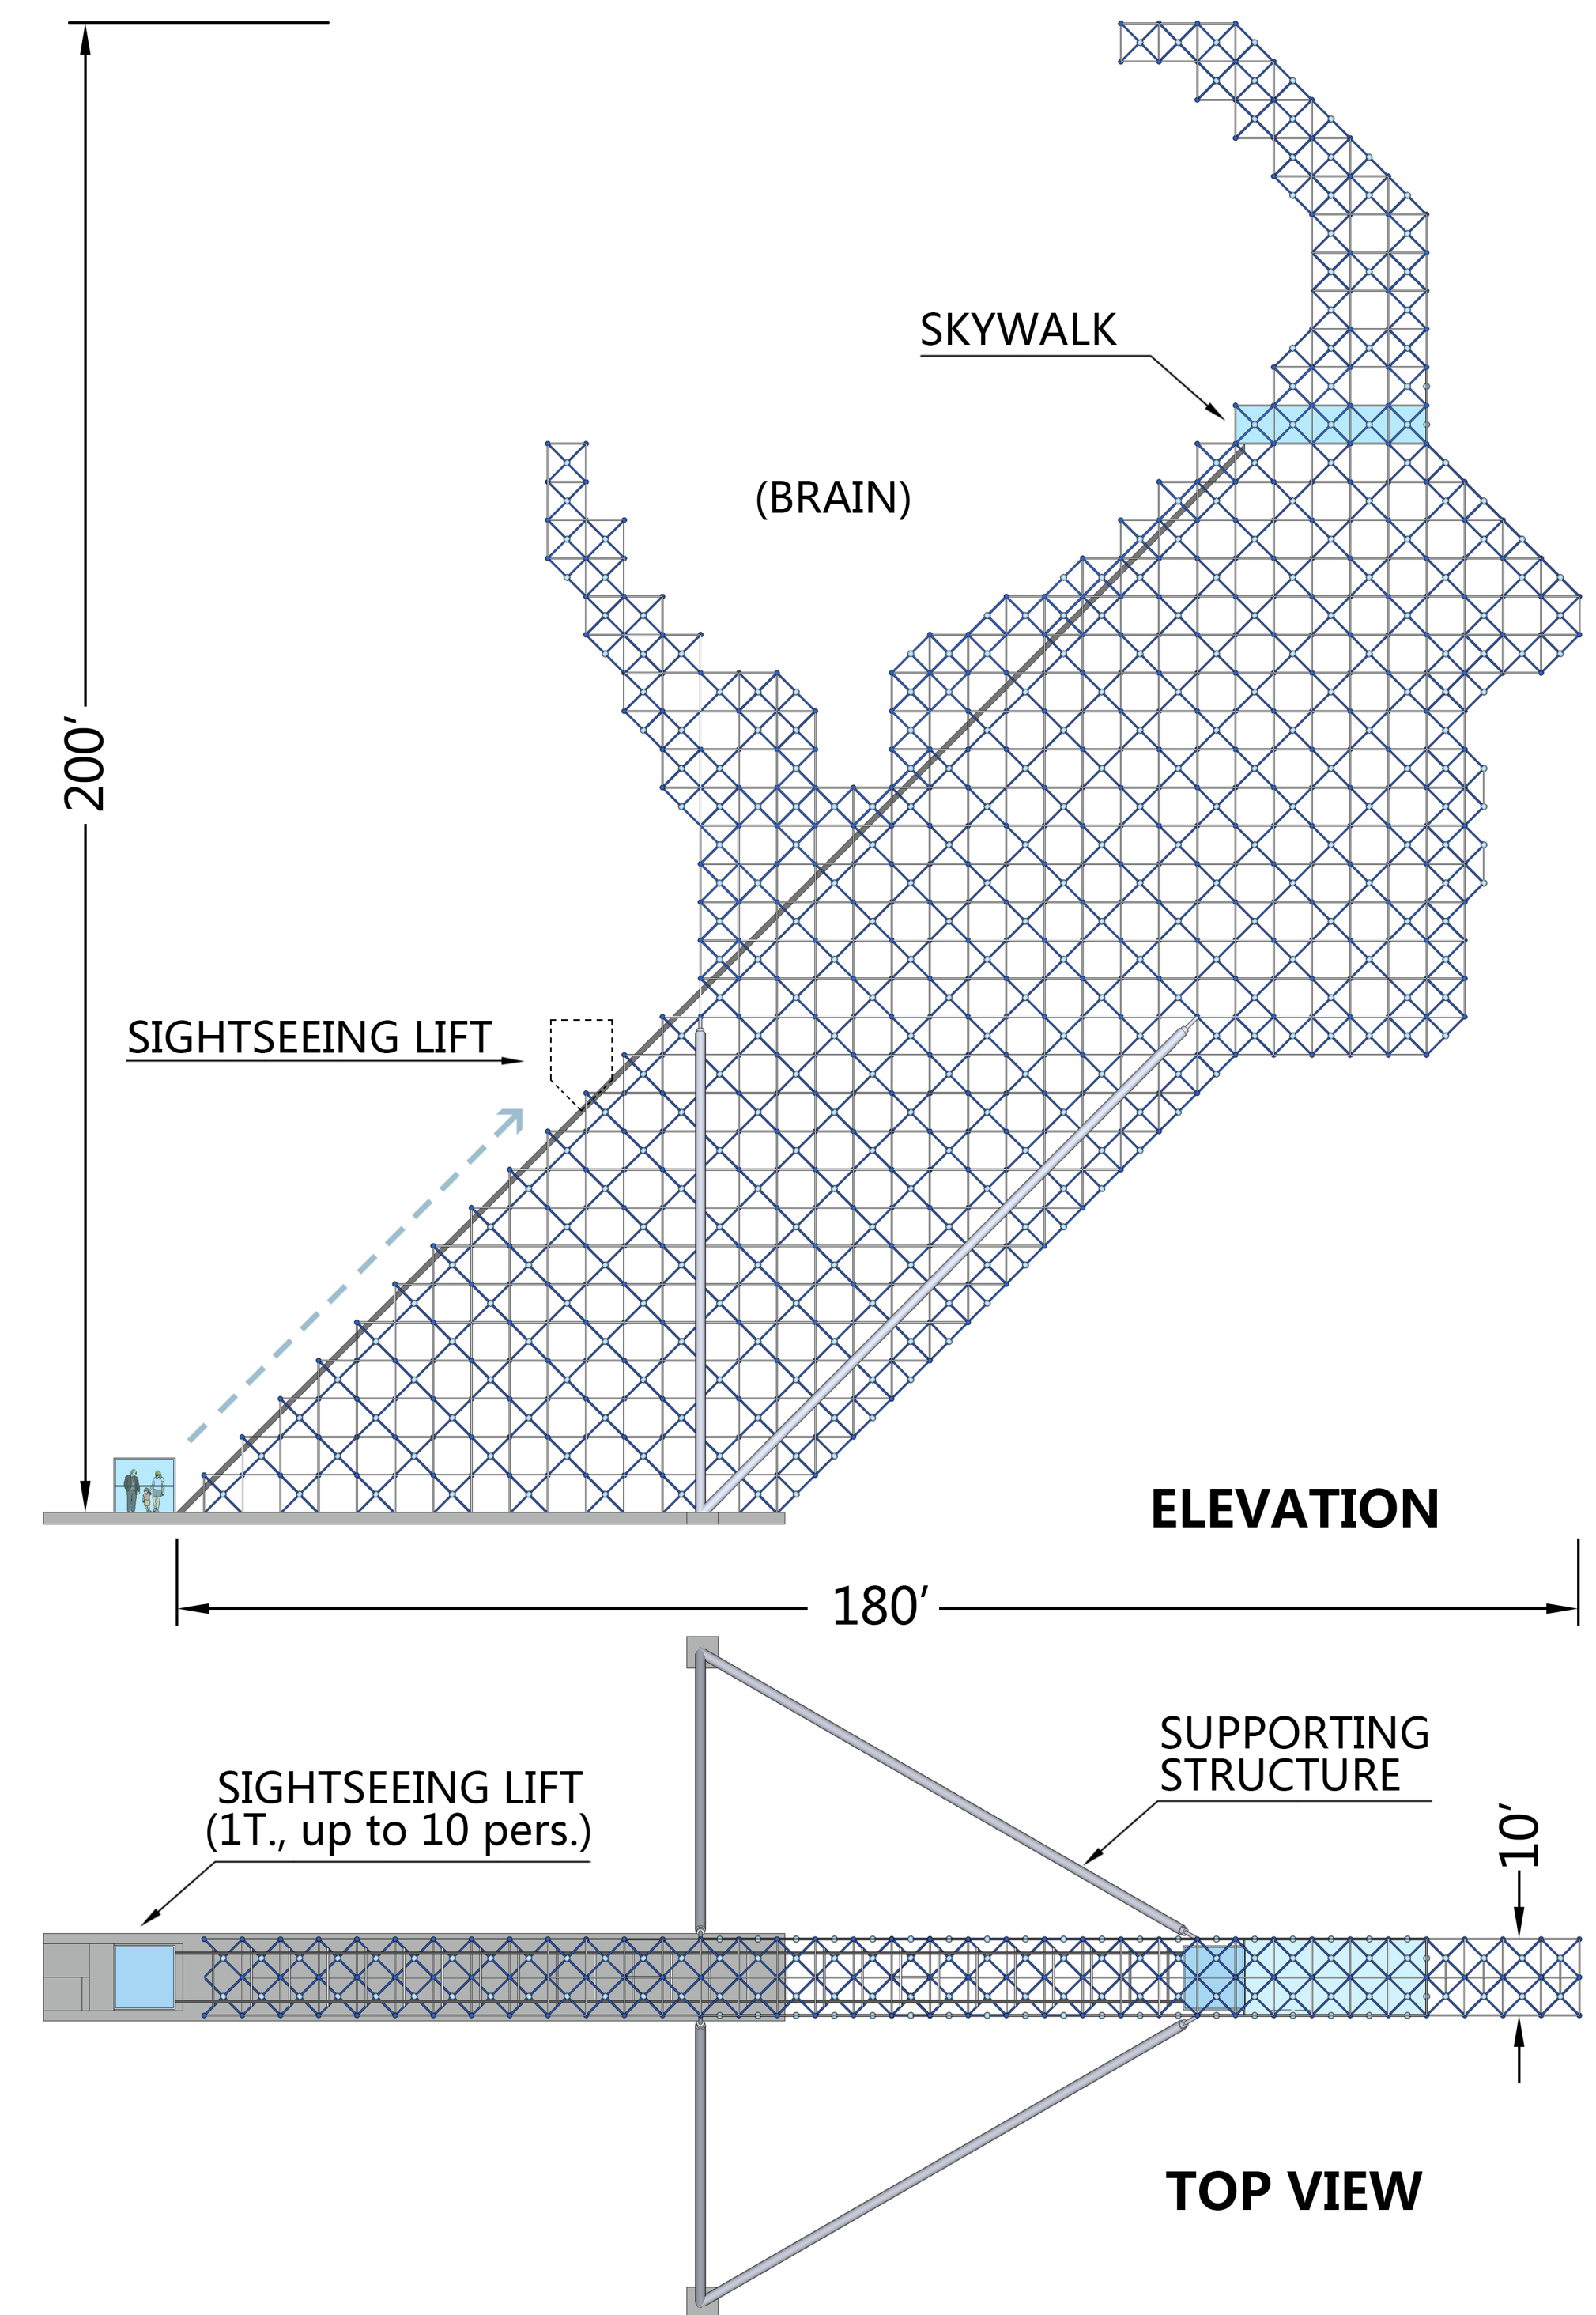 SKYWALK
(BRAIN)
200’
SIGHTSEEING LIFT
ELEVATION
180’
SUPPORTING
STRUCTURE
SIGHTSEEING LIFT
(1T., up to 10 pers.)
10’
TOP VIEW